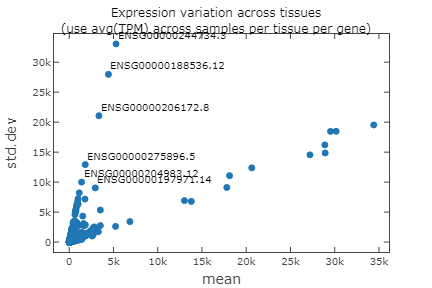 Expression variation across tissues
(use avg(TPM) across samples per tissue per gene)
ENSG00000244734.3
ENSG00000188536.12
ENSG00000206172.8
ENSG00000275896.5
ENSG00000204983.12
ENSG00000197971.14
30k
25k
20k
15k
10k
5k
0
std.dev
0
5k
10k
15k
20k
25k
30k
35k
mean